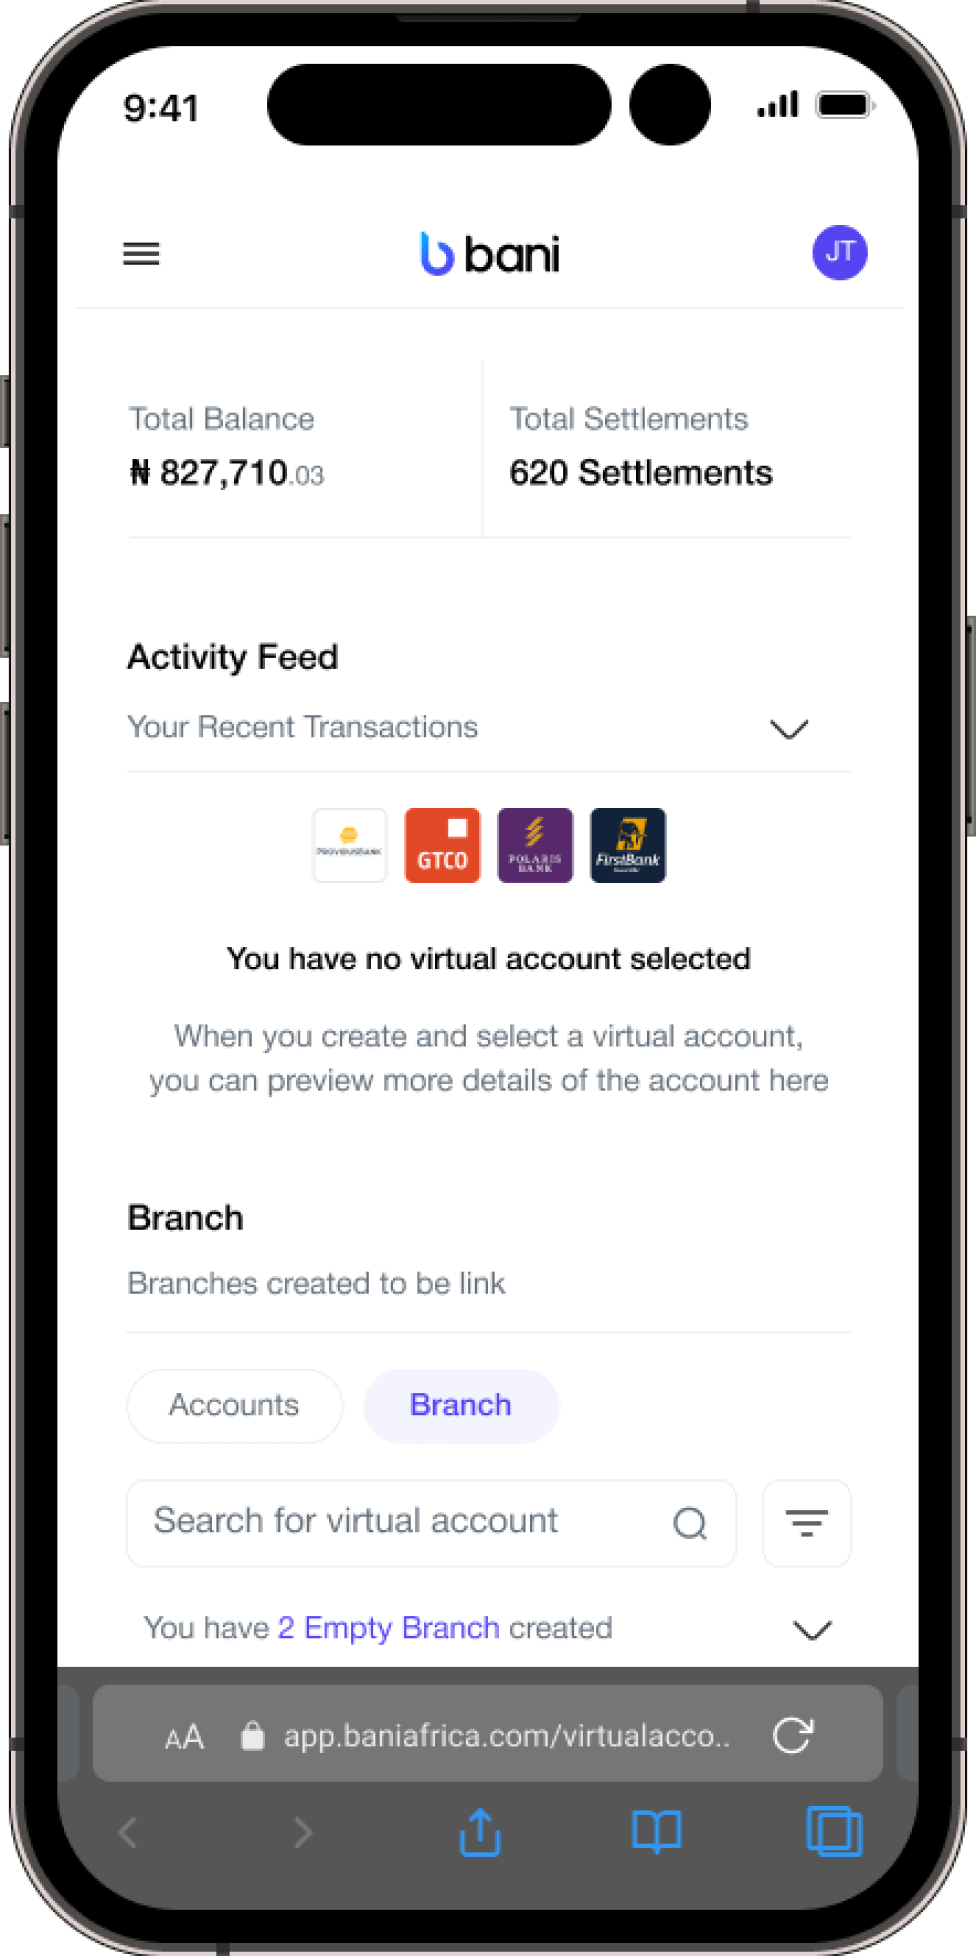 9:41
bani
JT
Total Balance
Total Settlements
₦ 827,710.03
620 Settlements
Activity Feed
Your Recent Transactions
PROVIDUSBANK
GTCO
POLARIS
BANK
FirstBank
You have no virtual account selected
When you create and select a virtual account,
you can preview more details of the account here
Branch
Branches created to be link
Accounts
Branch
Search for virtual account
You have 2 Empty Branch created
AA
app.baniafrica.com/virtualacco..